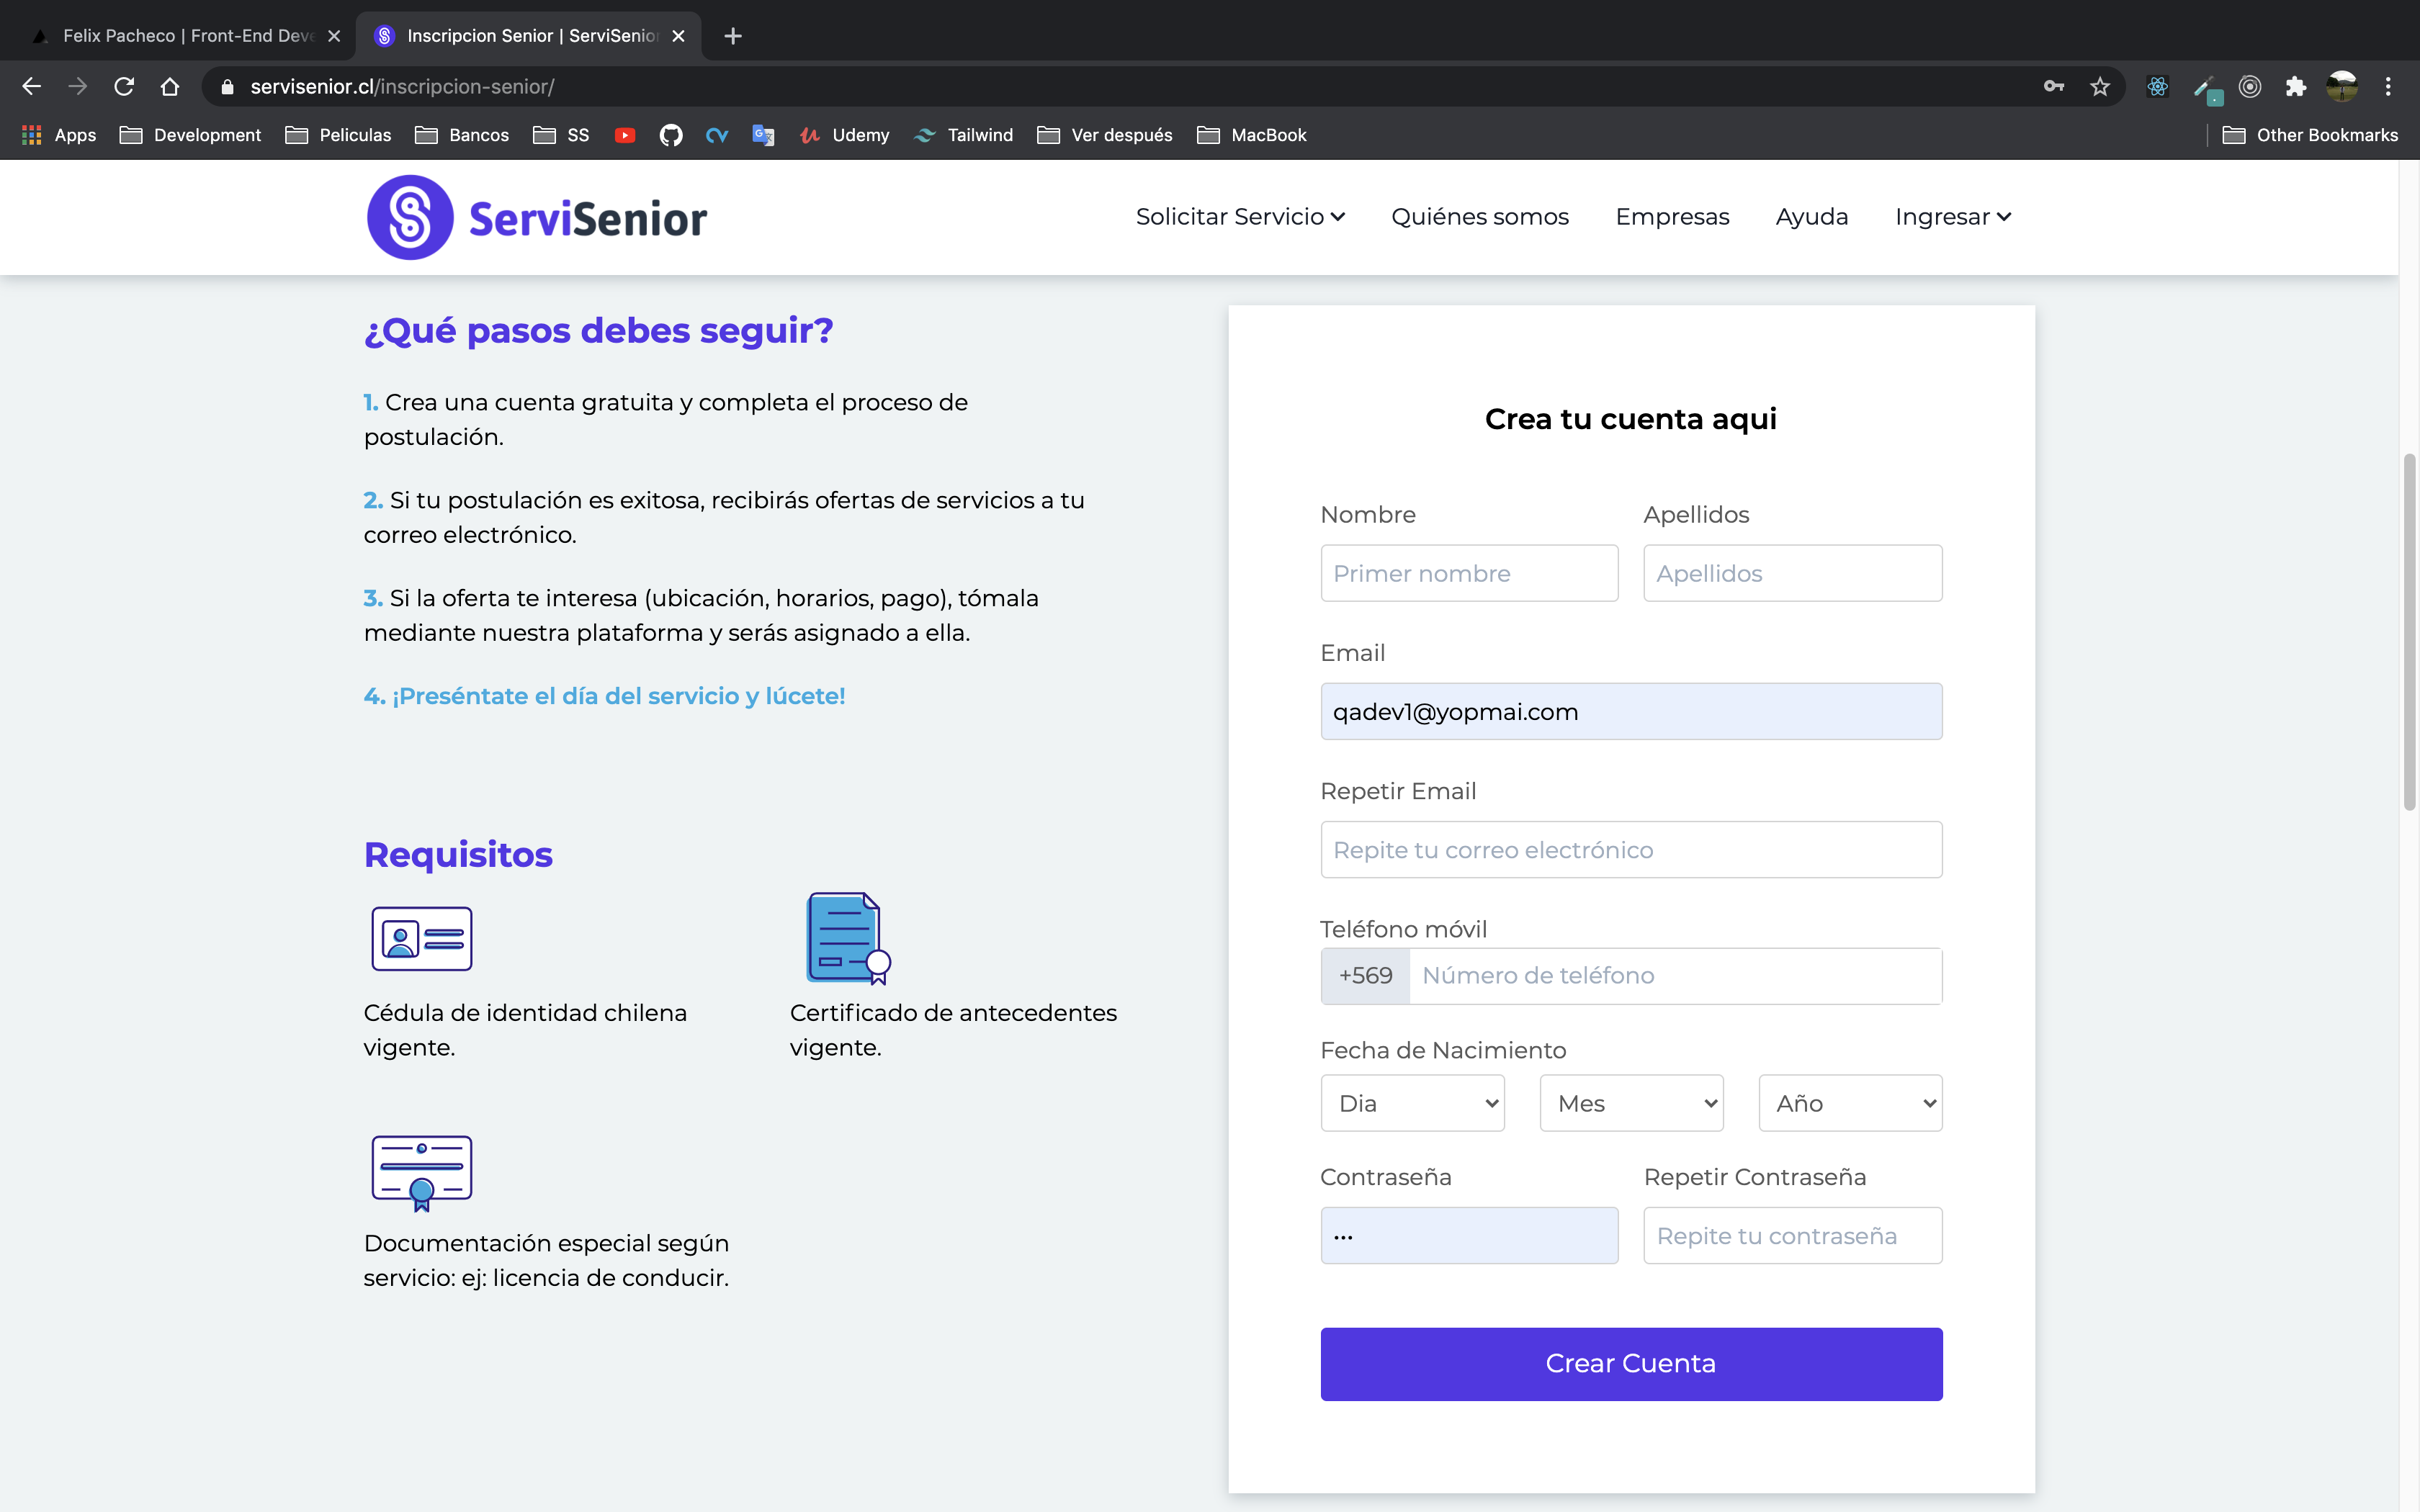 Felix Pacheco | Front-End Deve
Inscripcion Senior | ServiSenior
servisenior.cl/inscripcion-senior/
Apps Development Peliculas Bancos SS Udemy Tailwind Ver después MacBook Other Bookmarks
ServiSenior
Solicitar Servicio Quiénes somos Empresas Ayuda Ingresar
¿Qué pasos debes seguir?
1. Crea una cuenta gratuita y completa el proceso de
postulación.
2. Si tu postulación es exitosa, recibirás ofertas de servicios a tu
correo electrónico.
3. Si la oferta te interesa (ubicación, horarios, pago), tómala
mediante nuestra plataforma y serás asignado a ella.
4. ¡Preséntate el día del servicio y lúcete!
Requisitos
Cédula de identidad chilena
vigente.
Certificado de antecedentes
vigente.
Documentación especial según
servicio: ej: licencia de conducir.
Crea tu cuenta aqui
Nombre Apellidos
Primer nombre Apellidos
Email
qadev1@yopmai.com
Repetir Email
Repite tu correo electrónico
Teléfono móvil
+569 Número de teléfono
Fecha de Nacimiento
Dia Mes Año
Contraseña Repetir Contraseña
••• Repite tu contraseña
Crear Cuenta